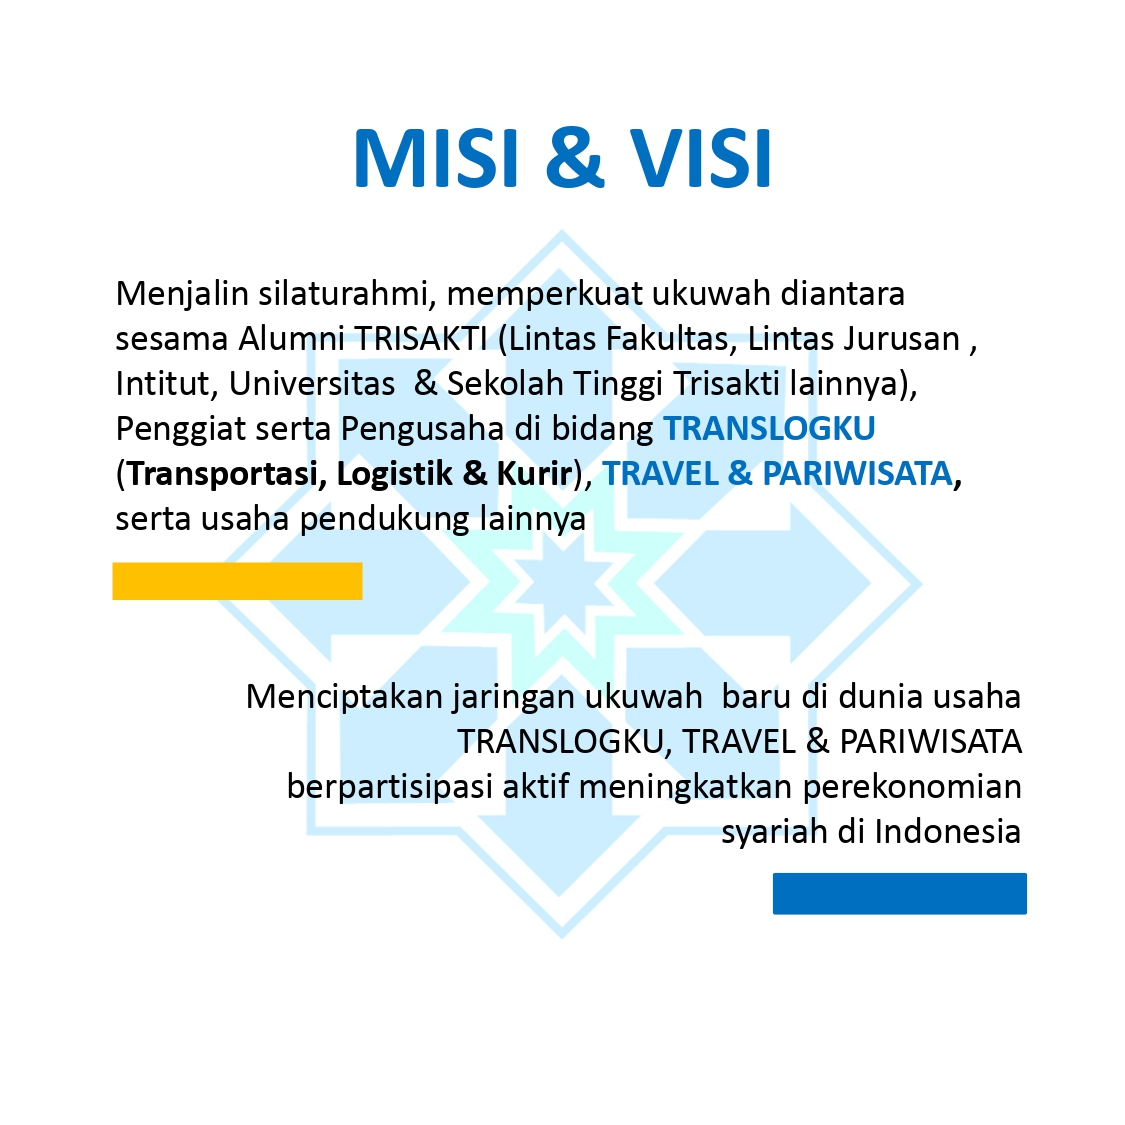 MISI & VISI
Menjalin silaturahmi, memperkuat ukuwah diantara
sesama Alumni TRISAKTI (Lintas Fakultas, Lintas Jurusan ,
Intitut, Universitas  & Sekolah Tinggi Trisakti lainnya),
Penggiat serta Pengusaha di bidang TRANSLOGKU
(Transportasi, Logistik & Kurir), TRAVEL & PARIWISATA,
serta usaha pendukung lainnya
Menciptakan jaringan ukuwah  baru di dunia usaha
TRANSLOGKU, TRAVEL & PARIWISATA
berpartisipasi aktif meningkatkan perekonomian
syariah di Indonesia